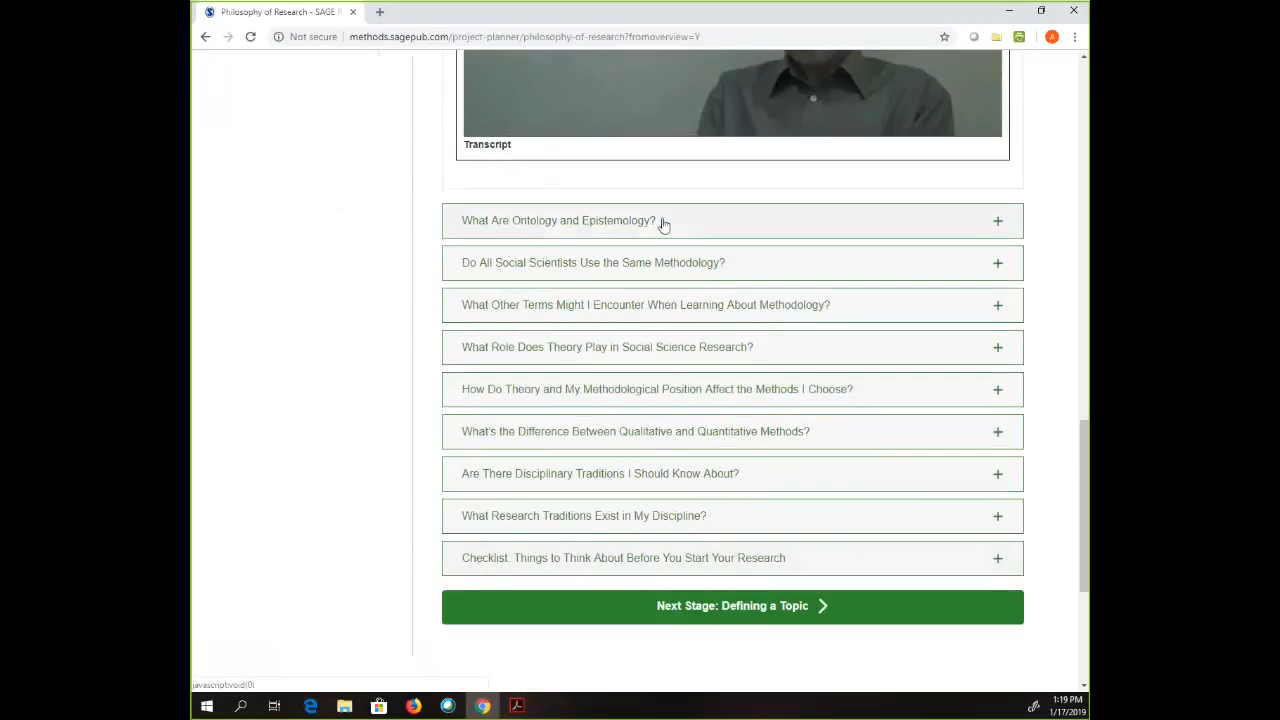 Philosophy of Research - SAGE
Not secure | methods.sagepub.com/project-planner/philosophy-of-research?fromoverview=Y
A
Transcript
What Are Ontology and Epistemology?
Do All Social Scientists Use the Same Methodology?
What Other Terms Might I Encounter When Learning About Methodology?
What Role Does Theory Play in Social Science Research?
How Do Theory and My Methodological Position Affect the Methods I Choose?
What's the Difference Between Qualitative and Quantitative Methods?
Are There Disciplinary Traditions I Should Know About?
What Research Traditions Exist in My Discipline?
Checklist: Things to Think About Before You Start Your Research
Next Stage: Defining a Topic
javascript:void(0)
1:19 PM
1/17/2019